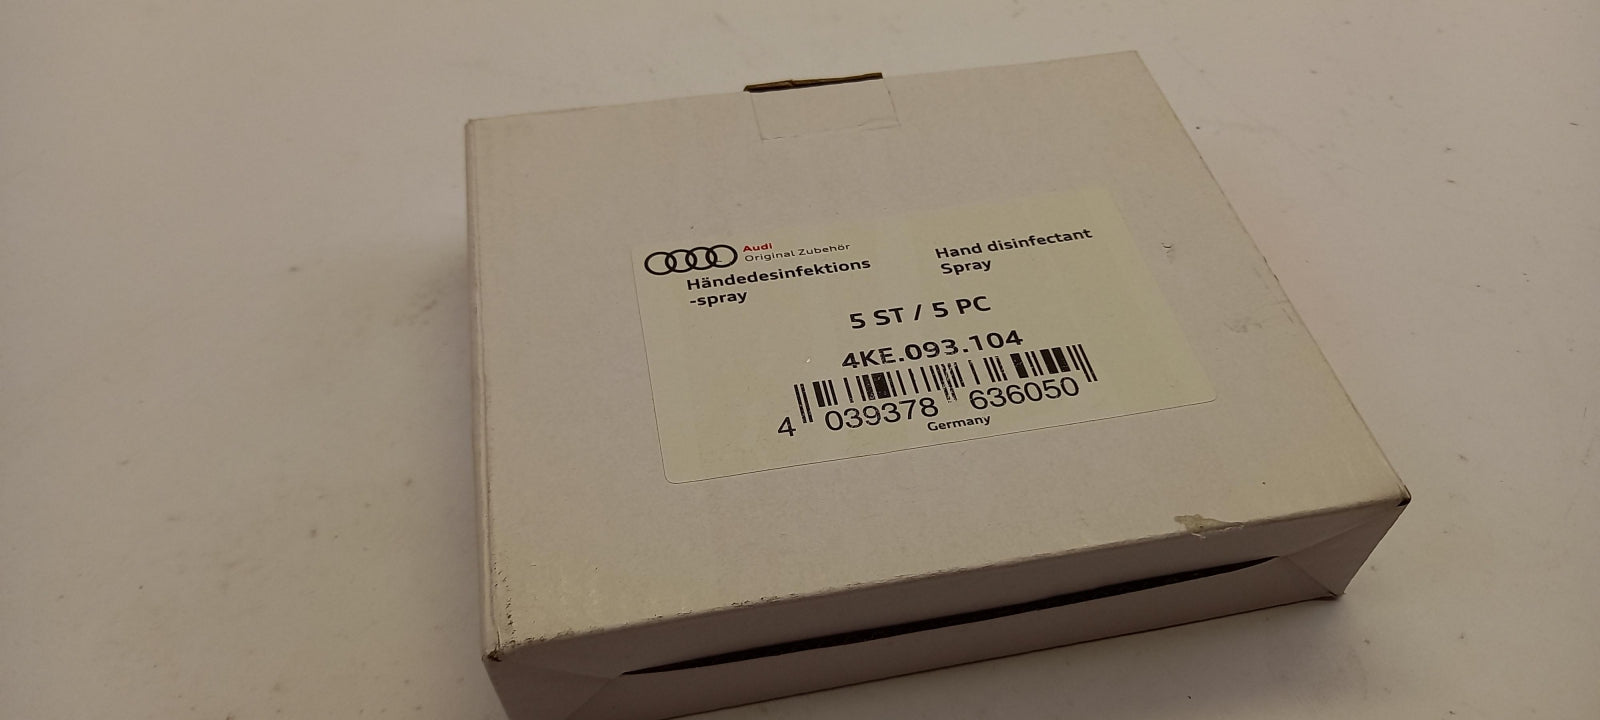 Audi
Original Zubehör
Händedesinfektions
-spray
Hand disinfectant
Spray
5 ST / 5 PC
4KE.093.104
4 039378 636050
Germany